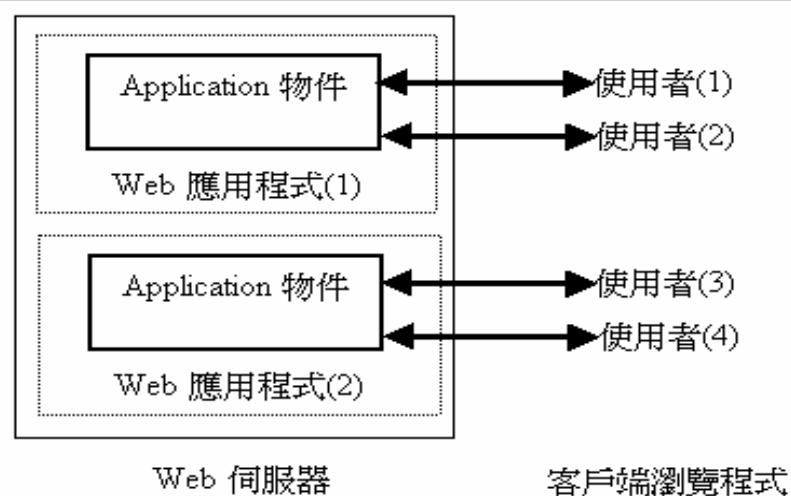 Application 物件
使用者(1)
使用者(2)
Web 應用程式(1)
Application 物件
使用者(3)
使用者(4)
Web 應用程式(2)
Web 伺服器
客戶端瀏覽程式